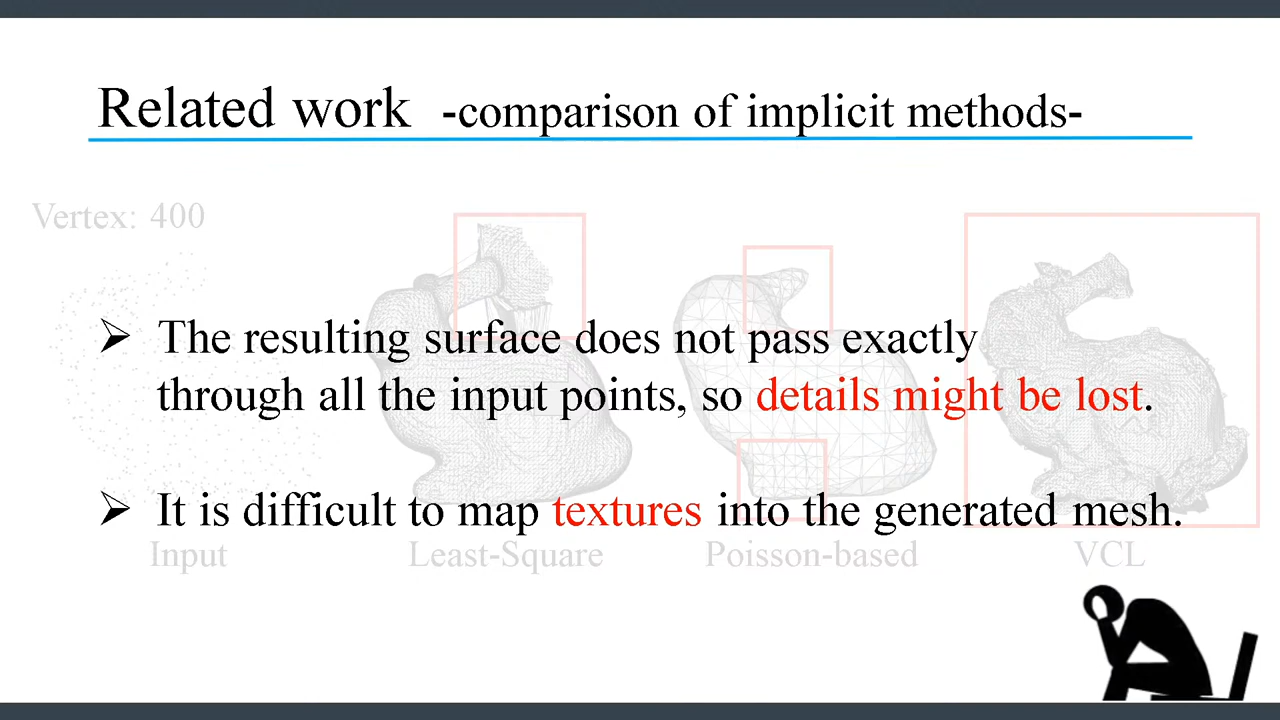 Related work -comparison of implicit methods-
Vertex: 400
➢ The resulting surface does not pass exactly
through all the input points, so details might be lost.
➢ It is difficult to map textures into the generated mesh.
Input Least-Square Poisson-based VCL